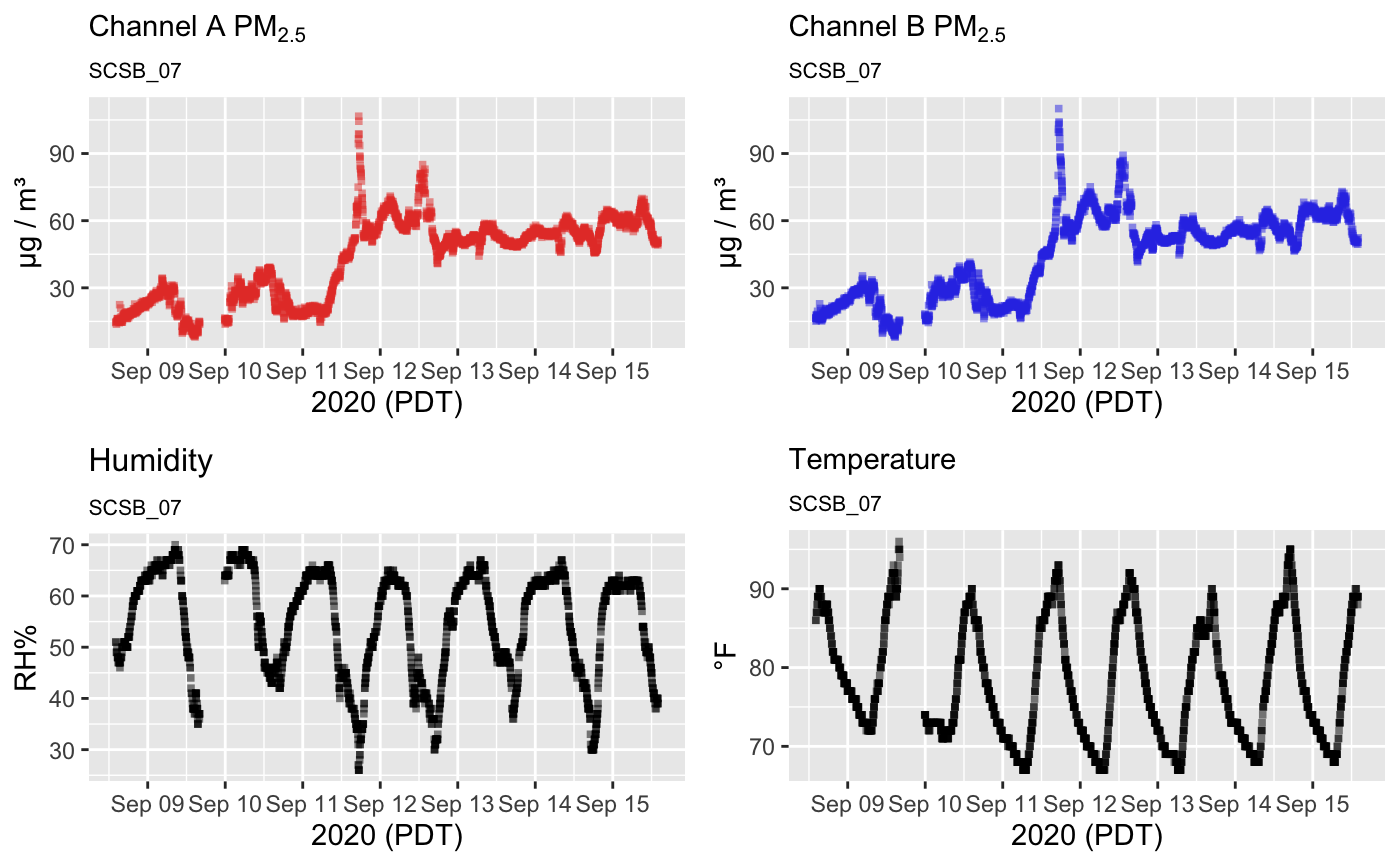 Channel A PM2.5
SCSB_07
90
60
30
µg / m³
Sep 09 Sep 10 Sep 11 Sep 12 Sep 13 Sep 14 Sep 15
2020 (PDT)
Channel B PM2.5
SCSB_07
90
60
30
µg / m³
Sep 09 Sep 10 Sep 11 Sep 12 Sep 13 Sep 14 Sep 15
2020 (PDT)
Humidity
SCSB_07
70
60
50
40
30
RH%
Sep 09 Sep 10 Sep 11 Sep 12 Sep 13 Sep 14 Sep 15
2020 (PDT)
Temperature
SCSB_07
90
80
70
°F
Sep 09 Sep 10 Sep 11 Sep 12 Sep 13 Sep 14 Sep 15
2020 (PDT)